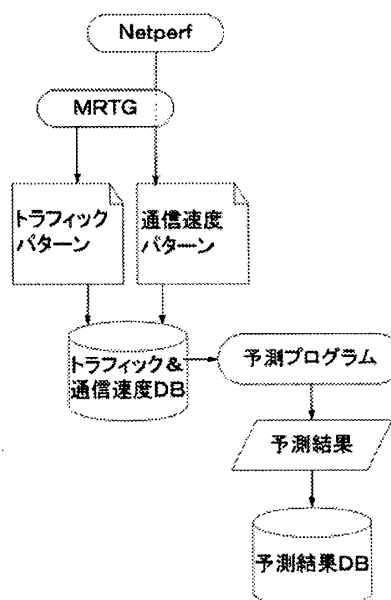 Netperf
MRTG
トラフィック
パターン
通信速度
パターン
トラフィック&
通信速度DB
予測プログラム
予測結果
予測結果DB